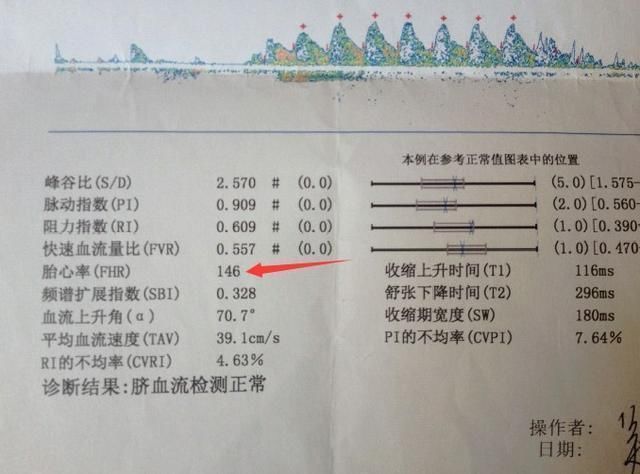 本例在参考正常值图表中的位置
峰谷比(S/D) 2.570 # (0.0) (5.0)[1.575-
脉动指数(PI) 0.909 # (0.0) (2.0)[0.560-
阻力指数(RI) 0.609 # (0.0) (1.0)[0.390-
快速血流量比(FVR) 0.557 # (0.0) (1.0)[0.470-
胎心率(FHR) 146 收缩上升时间(T1) 116ms
频谱扩展指数(SBI) 0.328 舒张下降时间(T2) 296ms
血流上升角(α) 70.7° 收缩期宽度(SW) 180ms
平均血流速度(TAV) 39.1cm/s PI的不均率(CVPI) 7.64%
RI的不均率(CVRI) 4.63%
诊断结果:脐血流检测正常
操作者:
日期: